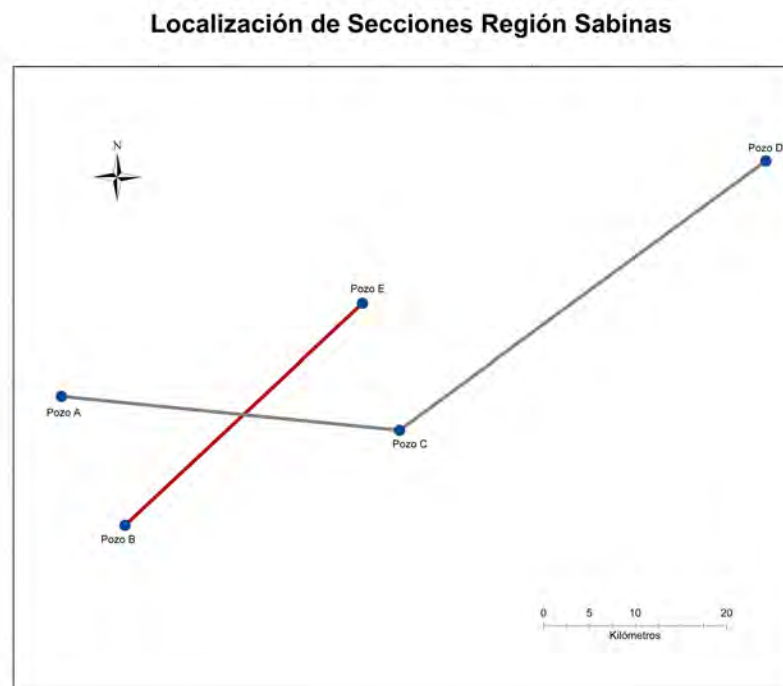 Localización de Secciones Región Sabinas
N
Pozo D
Pozo E
Pozo A
Pozo C
Pozo B
0 5 10 20
Kilómetros